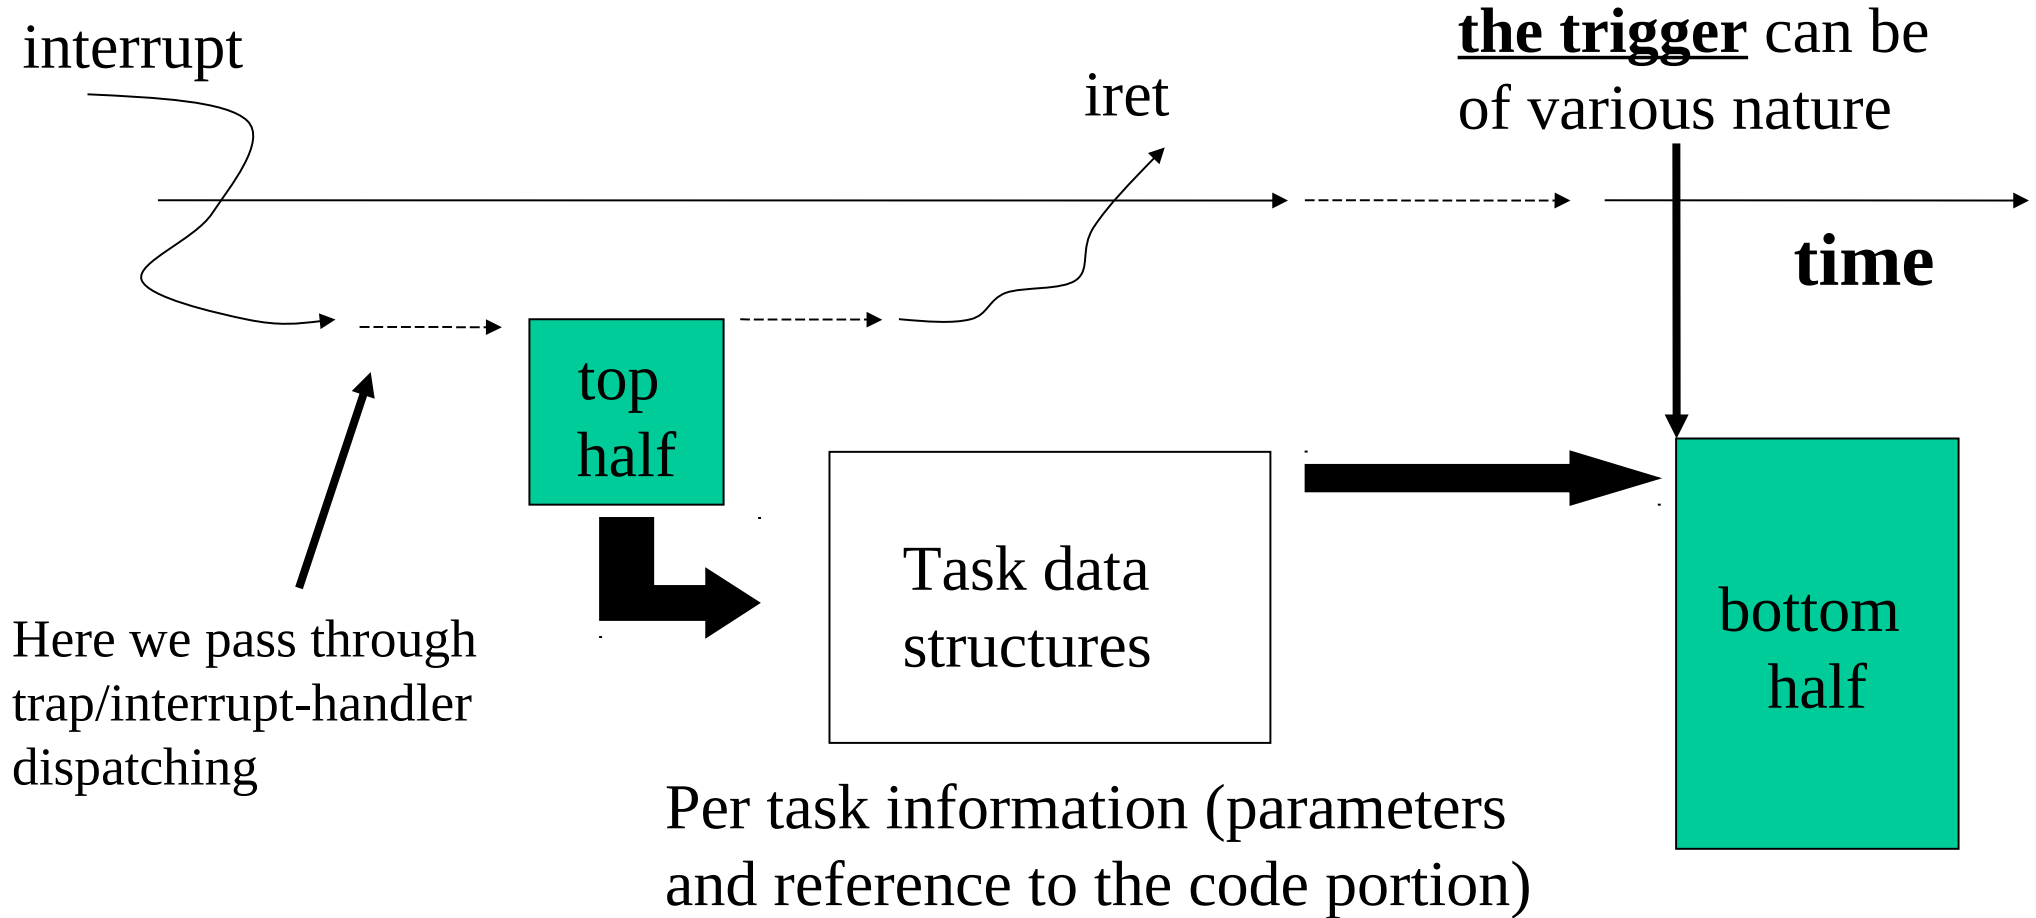 interrupt
iret
the trigger can be
of various nature
time
top
half
Task data
structures
bottom
half
Here we pass through
trap/interrupt-handler
dispatching
Per task information (parameters
and reference to the code portion)